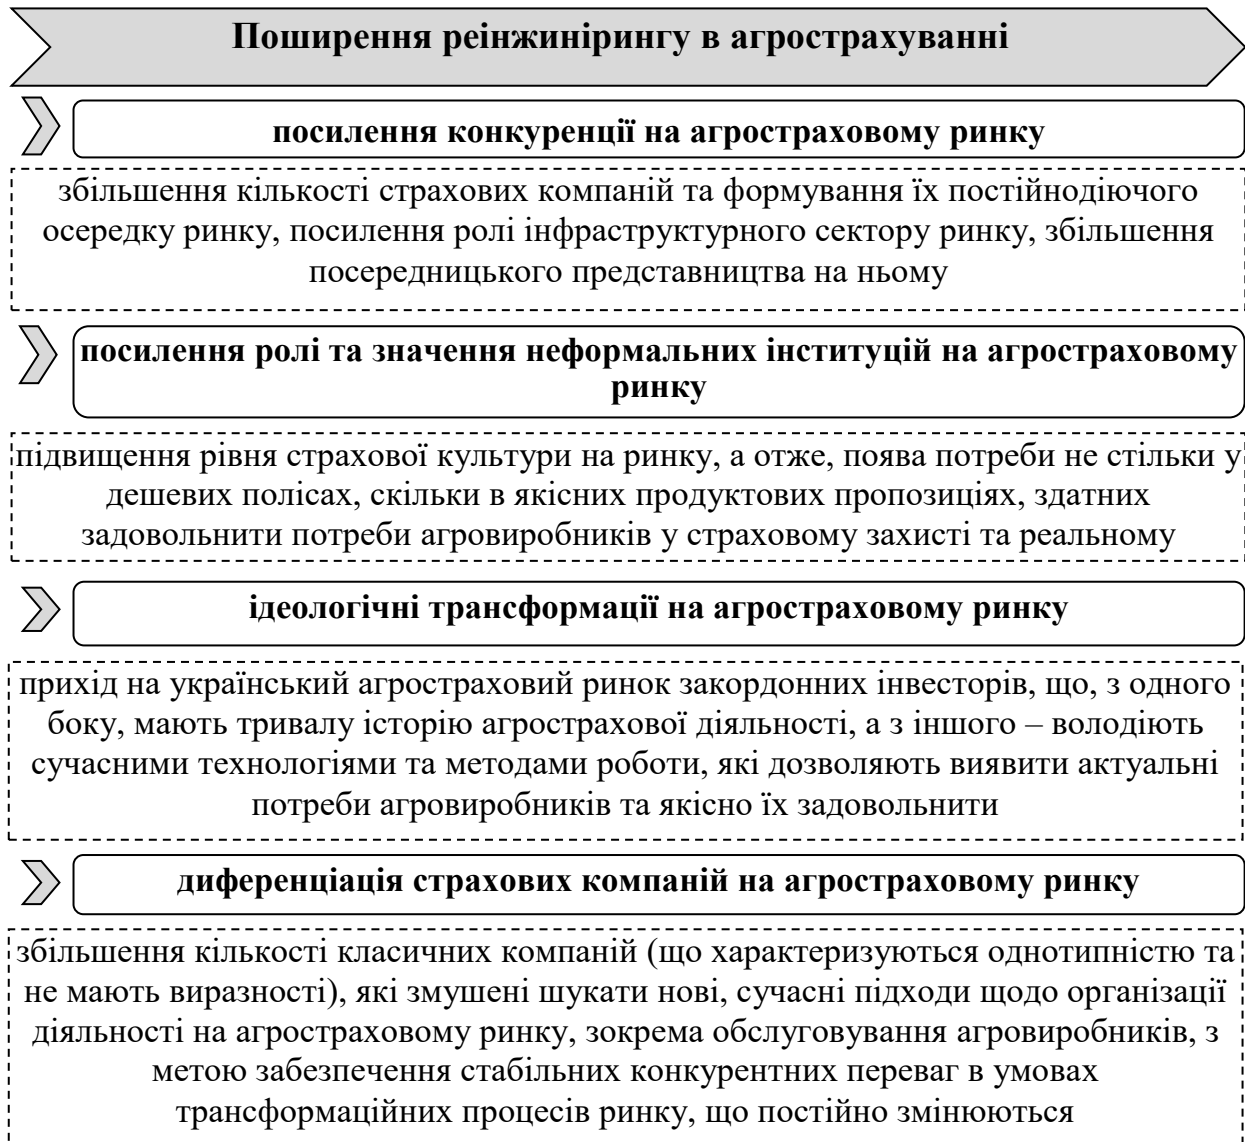 Поширення реінжинірингу в агрострахуванні
посилення конкуренції на агростраховому ринку
збільшення кількості страхових компаній та формування їх постійнодіючого
осередку ринку, посилення ролі інфраструктурного сектору ринку, збільшення
посередницького представництва на ньому
посилення ролі та значення неформальних інституцій на агростраховому
ринку
підвищення рівня страхової культури на ринку, а отже, поява потреби не стільки у
дешевих полісах, скільки в якісних продуктових пропозиціях, здатних
задовольнити потреби агровиробників у страховому захисті та реальному
ідеологічні трансформації на агростраховому ринку
прихід на український агростраховий ринок закордонних інвесторів, що, з одного
боку, мають тривалу історію агрострахової діяльності, а з іншого – володіють
сучасними технологіями та методами роботи, які дозволяють виявити актуальні
потреби агровиробників та якісно їх задовольнити
диференціація страхових компаній на агростраховому ринку
збільшення кількості класичних компаній (що характеризуються однотипністю та
не мають виразності), які змушені шукати нові, сучасні підходи щодо організації
діяльності на агростраховому ринку, зокрема обслуговування агровиробників, з
метою забезпечення стабільних конкурентних переваг в умовах
трансформаційних процесів ринку, що постійно змінюються